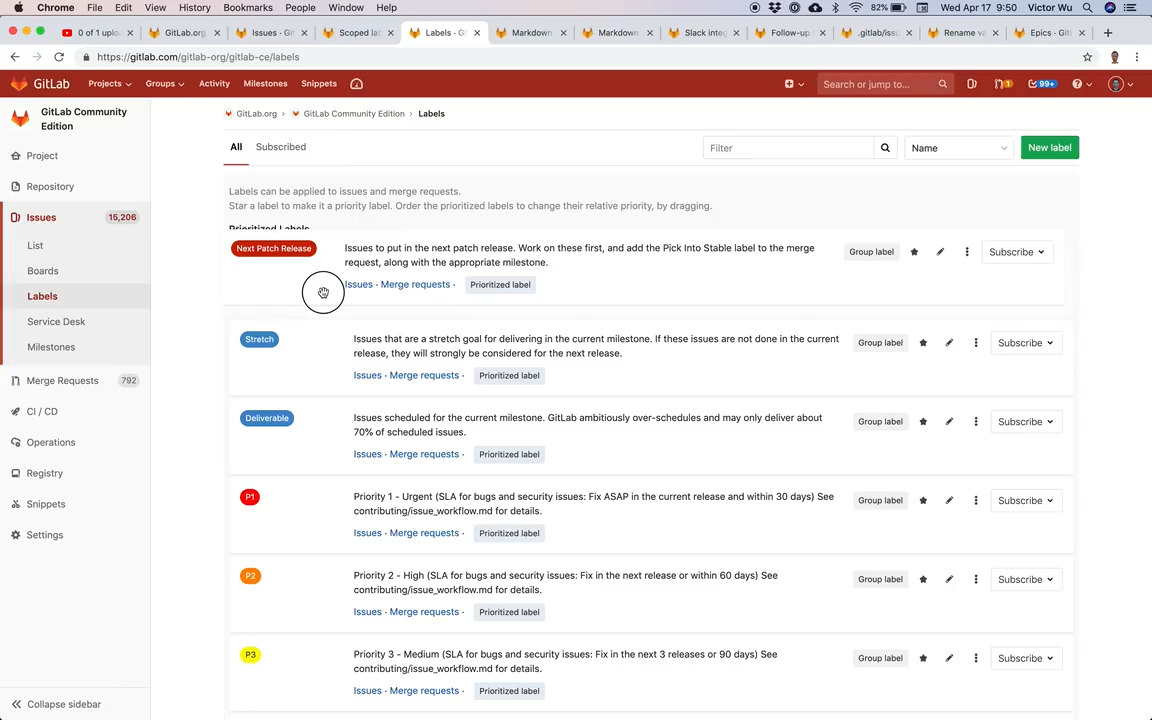 Chrome File Edit View History Bookmarks People Window Help 82% Wed Apr 17 9:50 Victor Wu
0 of 1 uplo GitLab.org Issues · Gi Scoped lab Labels · Gi Markdown Markdown Slack integ Follow-up .gitlab/issu Rename va Epics · Gitl
https://gitlab.com/gitlab-org/gitlab-ce/labels
GitLab Projects Groups Activity Milestones Snippets Search or jump to... 1 99+
GitLab Community Edition
Project
Repository
Issues 15,206
List
Boards
Labels
Service Desk
Milestones
Merge Requests 792
CI / CD
Operations
Registry
Snippets
Settings
Collapse sidebar
GitLab.org › GitLab Community Edition › Labels
All Subscribed Filter Name New label
Labels can be applied to issues and merge requests.
Star a label to make it a priority label. Order the prioritized labels to change their relative priority, by dragging.
Prioritized Labels
Next Patch Release Issues to put in the next patch release. Work on these first, and add the Pick Into Stable label to the merge Group label Subscribe
request, along with the appropriate milestone.
Issues · Merge requests · Prioritized label
Stretch Issues that are a stretch goal for delivering in the current milestone. If these issues are not done in the current Group label Subscribe
release, they will strongly be considered for the next release.
Issues · Merge requests · Prioritized label
Deliverable Issues scheduled for the current milestone. GitLab ambitiously over-schedules and may only deliver about Group label Subscribe
70% of scheduled issues.
Issues · Merge requests · Prioritized label
P1 Priority 1 - Urgent (SLA for bugs and security issues: Fix ASAP in the current release and within 30 days) See Group label Subscribe
contributing/issue_workflow.md for details.
Issues · Merge requests · Prioritized label
P2 Priority 2 - High (SLA for bugs and security issues: Fix in the next release or within 60 days) See Group label Subscribe
contributing/issue_workflow.md for details.
Issues · Merge requests · Prioritized label
P3 Priority 3 - Medium (SLA for bugs and security issues: Fix in the next 3 releases or 90 days) See Group label Subscribe
contributing/issue_workflow.md for details.
Issues · Merge requests · Prioritized label